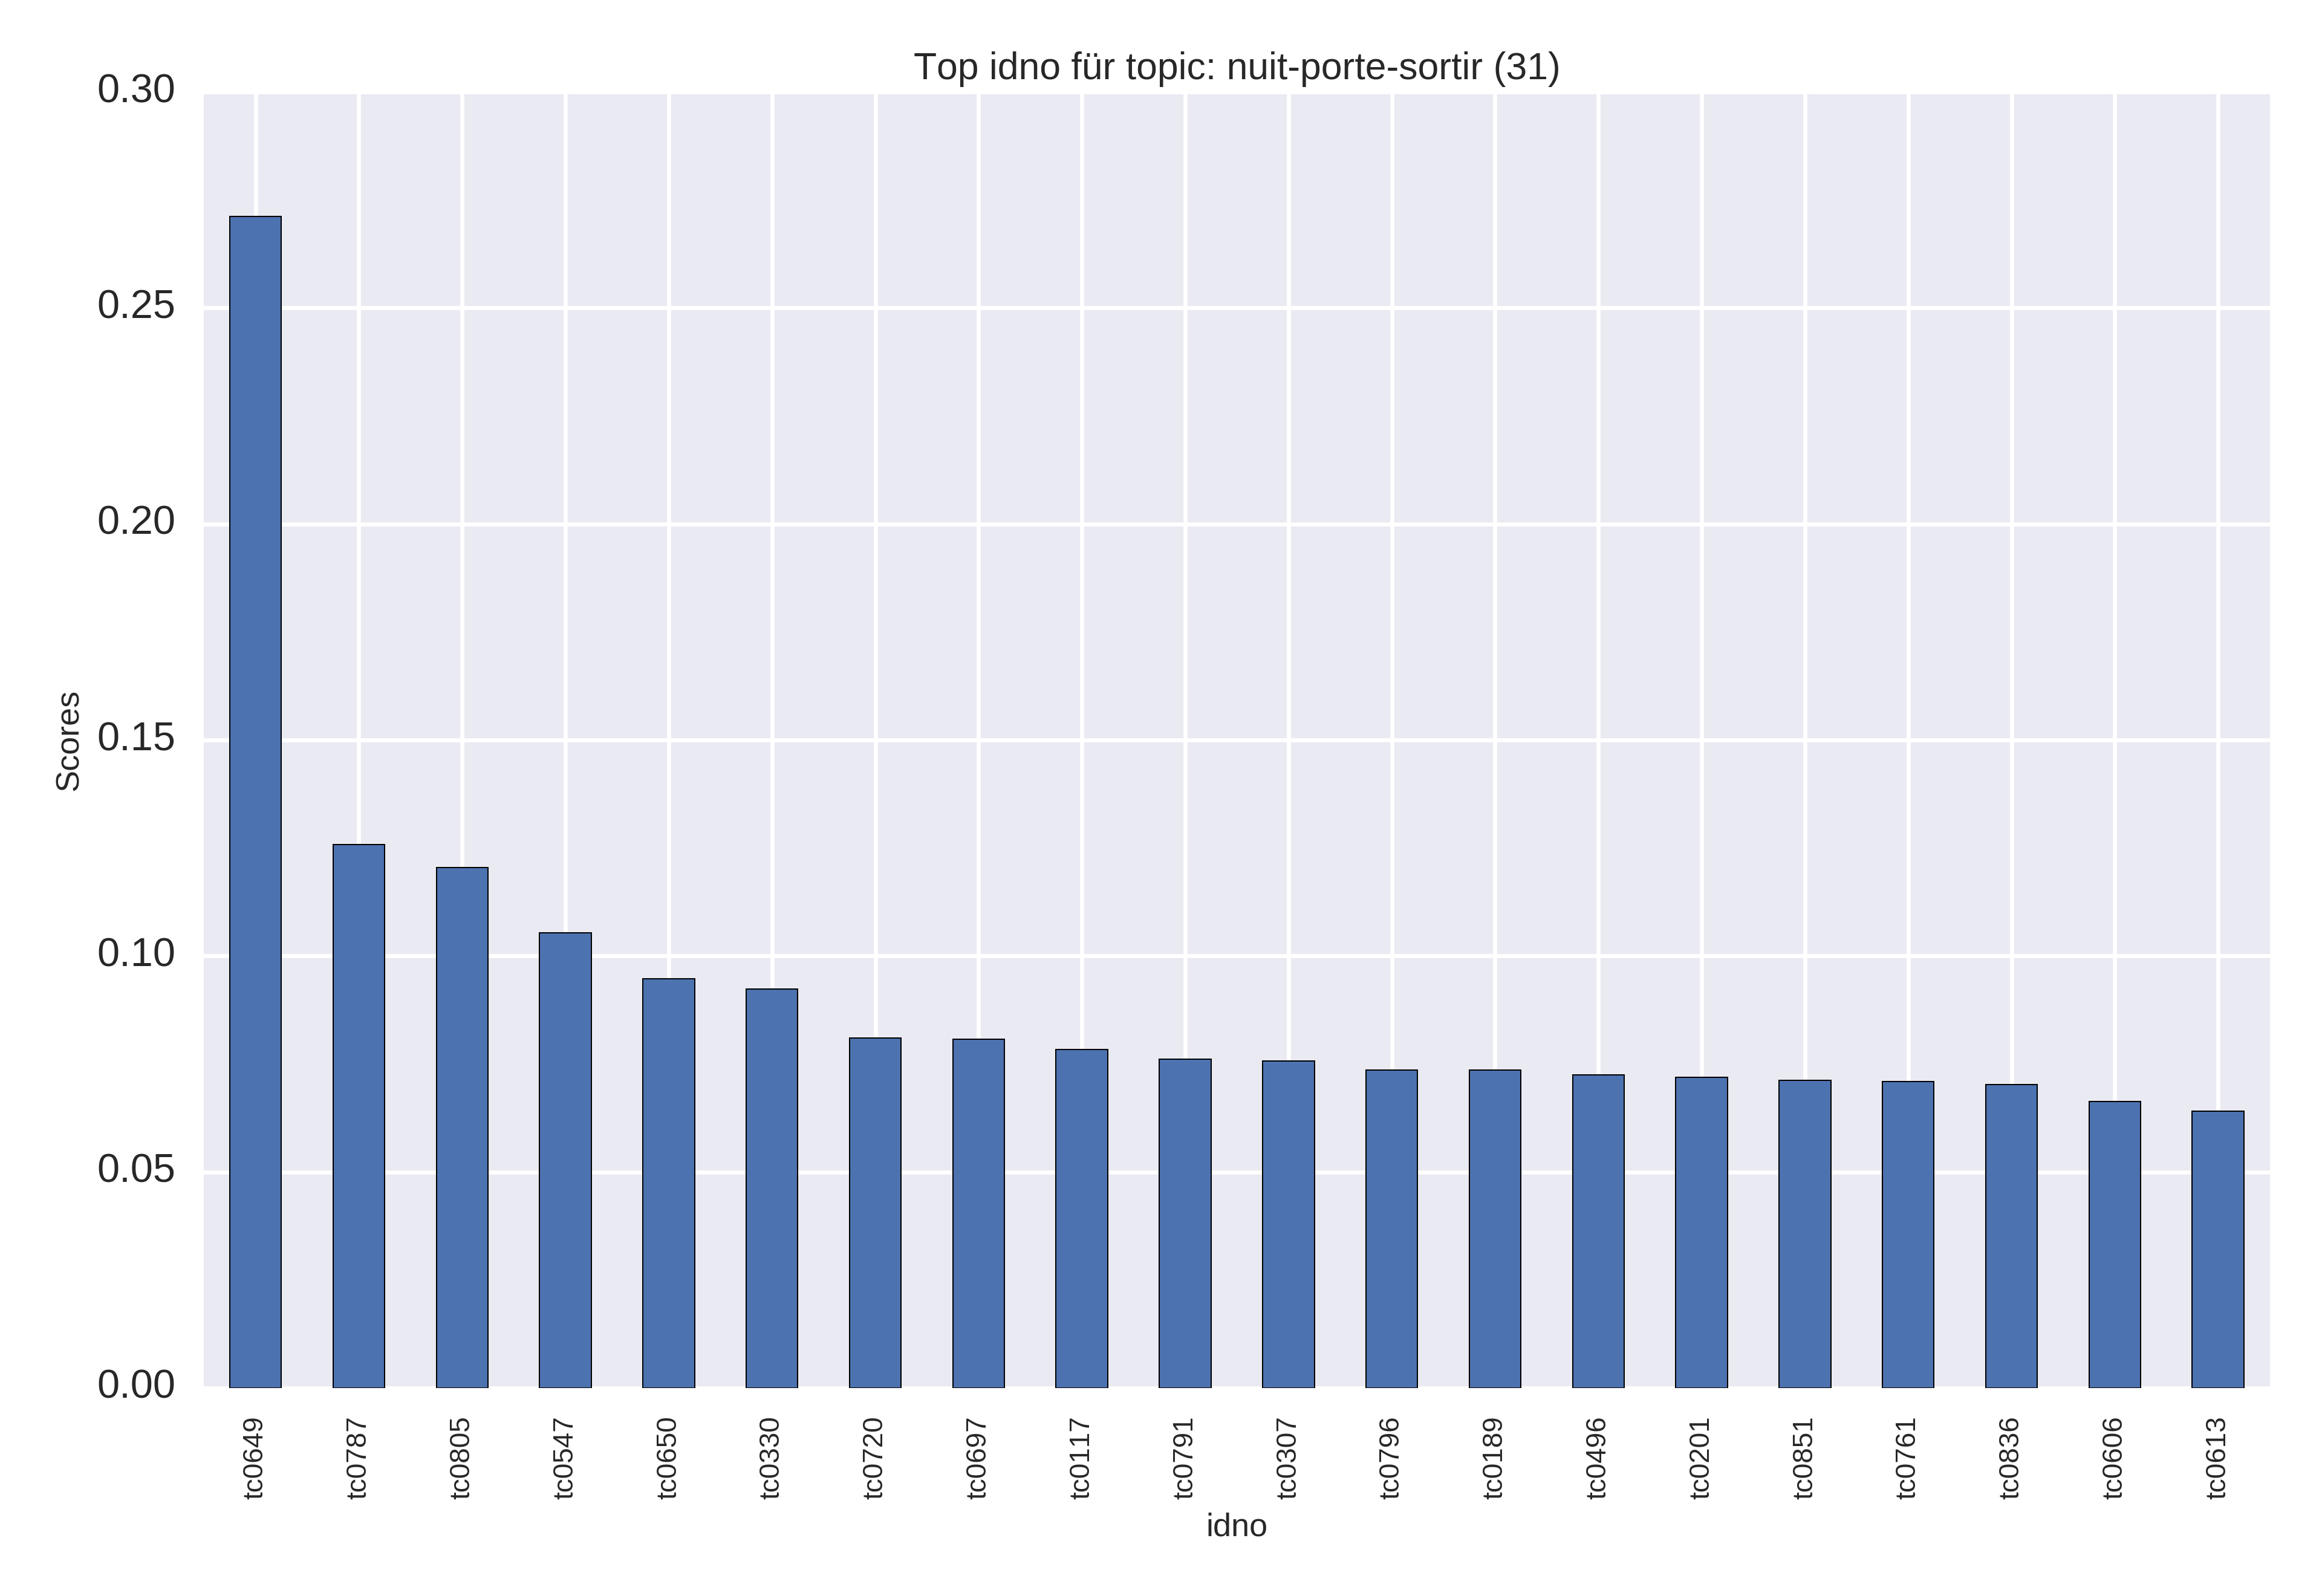 Top idno für topic: nuit-porte-sortir (31)
0.30
0.25
0.20
0.15
0.10
0.05
0.00
Scores
tc0649
tc0787
tc0805
tc0547
tc0650
tc0330
tc0720
tc0697
tc0117
tc0791
tc0307
tc0796
tc0189
tc0496
tc0201
tc0851
tc0761
tc0836
tc0606
tc0613
idno